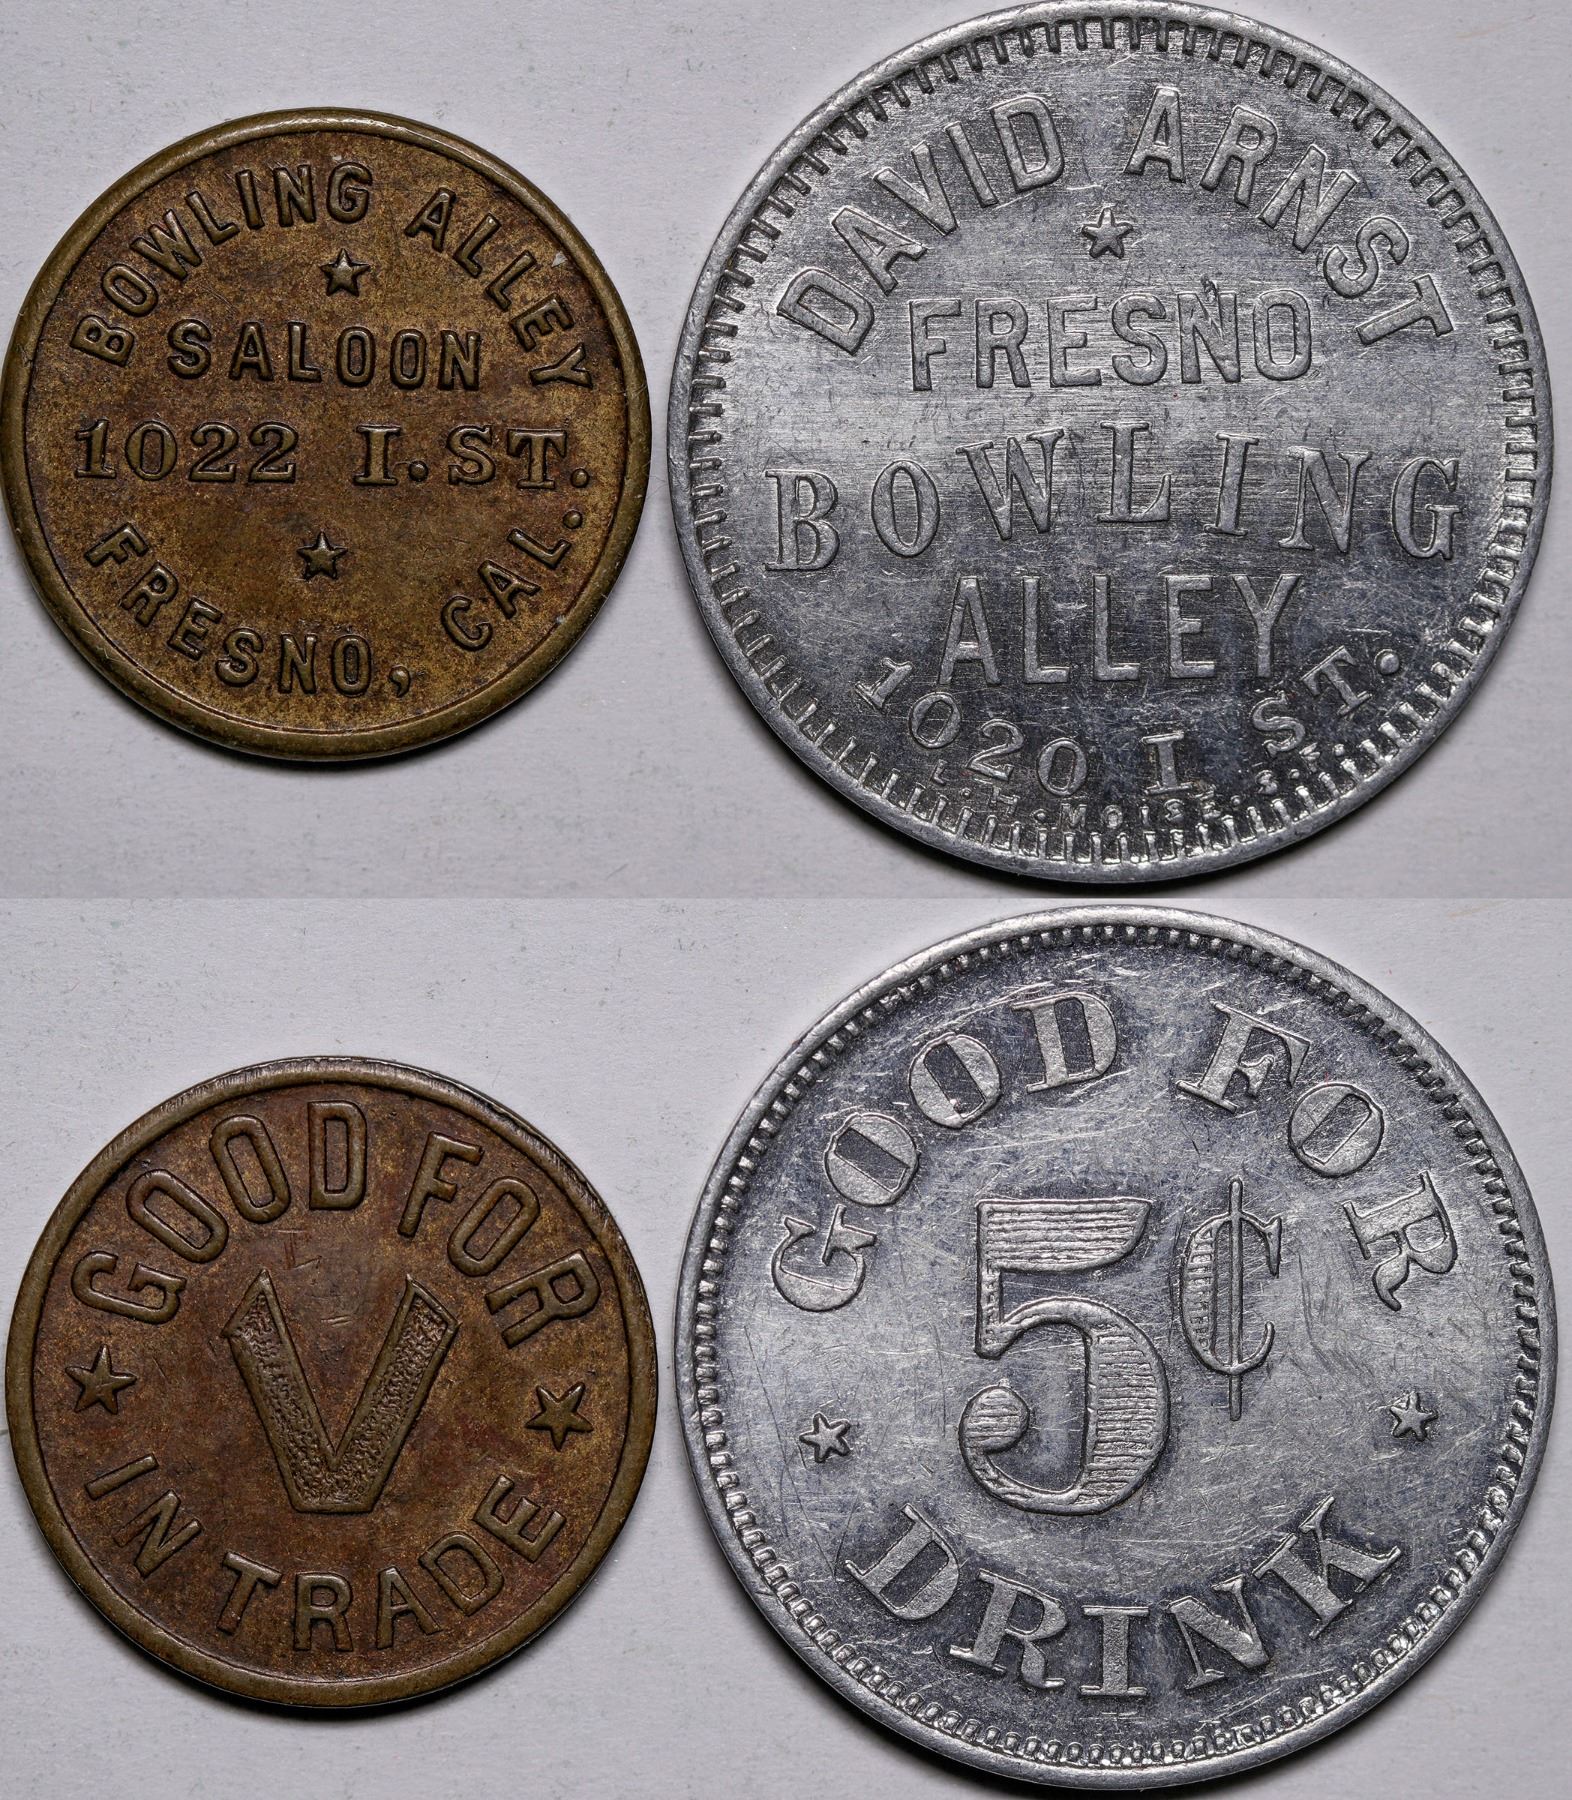 BOWLING ALLEY
SALOON
1022 I. ST.
FRESNO, CAL.
DAVID ARNST
FRESNO
BOWLING
ALLEY
1020 I ST.
L.H.MOISE.S.F.
GOOD FOR
V
IN TRADE
GOOD FOR
5¢
DRINK